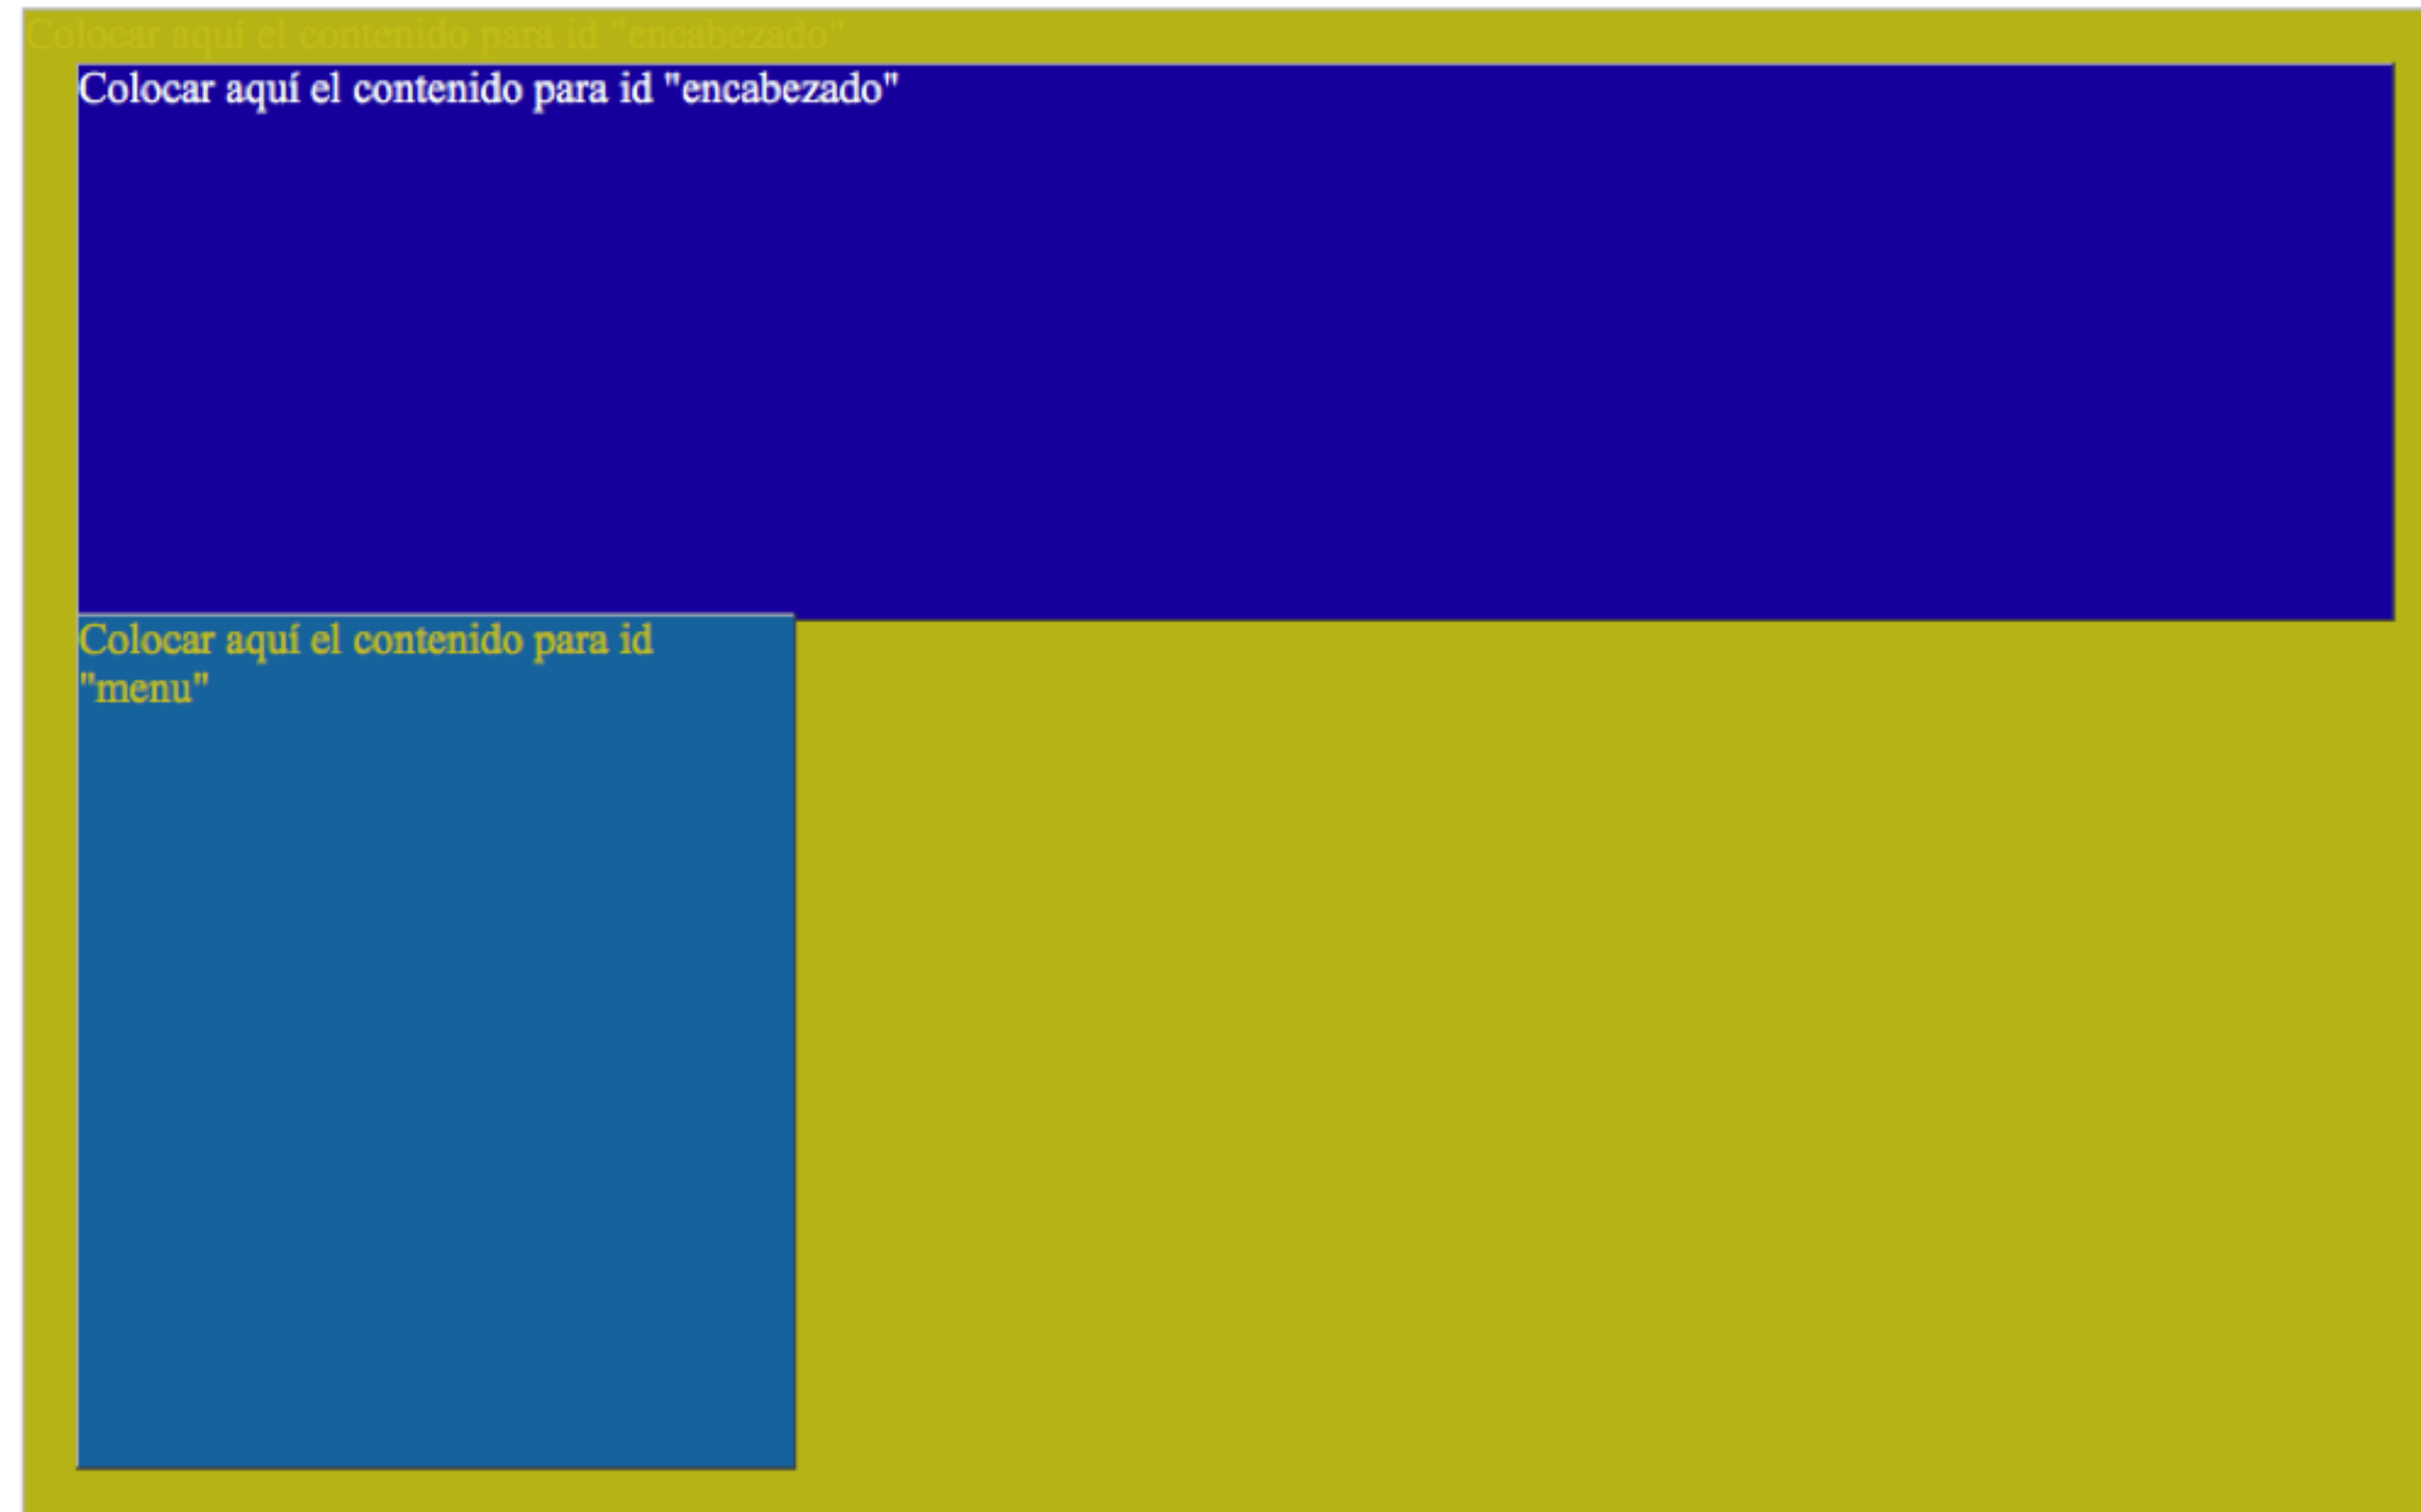 Colocar aquí el contenido para id "encabezado"
Colocar aquí el contenido para id "encabezado"
Colocar aquí el contenido para id
"menu"